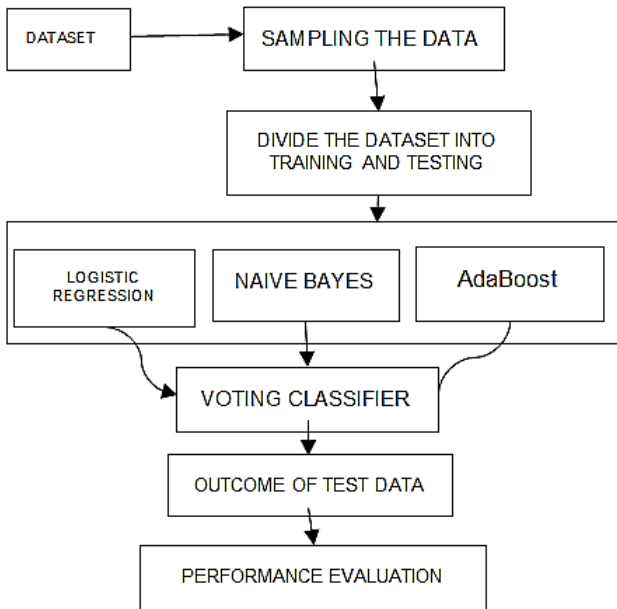 DATASET
SAMPLING THE DATA
DIVIDE THE DATASET INTO
TRAINING AND TESTING
LOGISTIC
REGRESSION
NAIVE BAYES
AdaBoost
VOTING CLASSIFIER
OUTCOME OF TEST DATA
PERFORMANCE EVALUATION